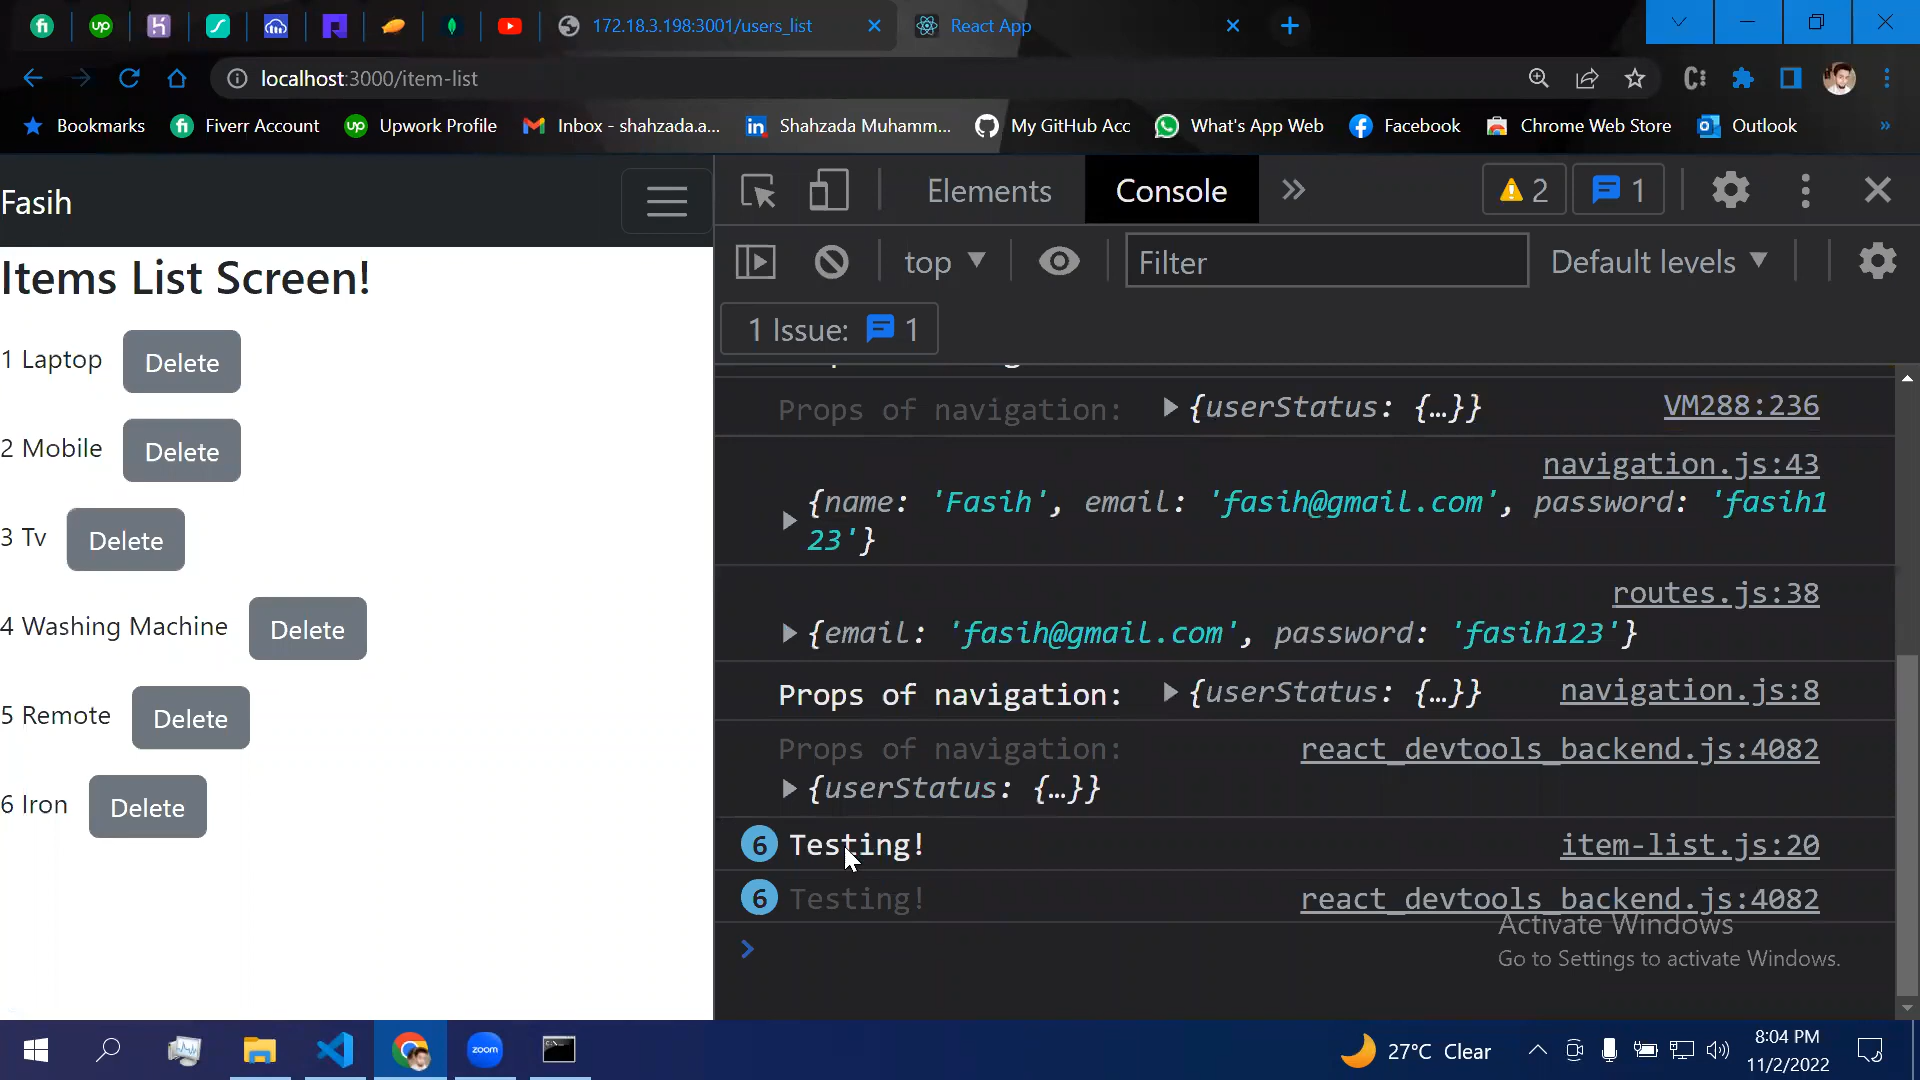 172.18.3.198:3001/users_list
React App
localhost:3000/item-list
Bookmarks
Fiverr Account
Upwork Profile
Inbox - shahzada.a...
Shahzada Muhamm...
My GitHub Acc
What's App Web
Facebook
Chrome Web Store
Outlook
»
Fasih
Items List Screen!
1 Laptop Delete
2 Mobile Delete
3 Tv Delete
4 Washing Machine Delete
5 Remote Delete
6 Iron Delete
Elements
Console
2
1
top
Filter
Default levels
1 Issue: 1
Props of navigation: {userStatus: {…}} VM288:236
navigation.js:43
{name: 'Fasih', email: 'fasih@gmail.com', password: 'fasih1
23'}
routes.js:38
{email: 'fasih@gmail.com', password: 'fasih123'}
Props of navigation: {userStatus: {…}} navigation.js:8
Props of navigation: react_devtools_backend.js:4082
{userStatus: {…}}
6 Testing! item-list.js:20
6 Testing! react_devtools_backend.js:4082
Activate Windows
Go to Settings to activate Windows.
zoom
27°C Clear
8:04 PM
11/2/2022